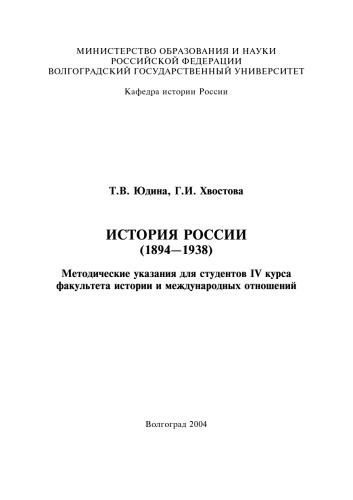 МИНИСТЕРСТВО ОБРАЗОВАНИЯ И НАУКИ
РОССИЙСКОЙ ФЕДЕРАЦИИ
ВОЛГОГРАДСКИЙ ГОСУДАРСТВЕННЫЙ УНИВЕРСИТЕТ
Кафедра истории России
Т.В. Юдина, Г.И. Хвостова
ИСТОРИЯ РОССИИ
(1894—1938)
Методические указания для студентов IV курса
факультета истории и международных отношений
Волгоград 2004